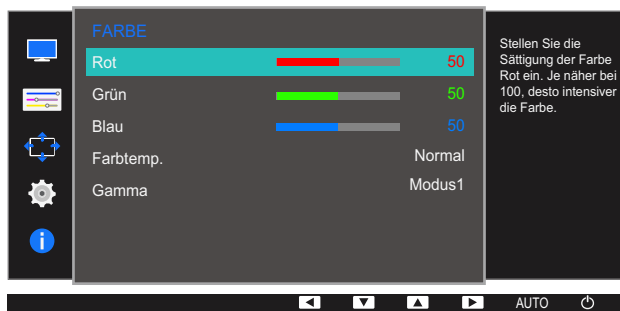 FARBE
Rot 50
Grün 50
Blau 50
Farbtemp. Normal
Gamma Modus1
Stellen Sie die
Sättigung der Farbe
Rot ein. Je näher bei
100, desto intensiver
die Farbe.
AUTO